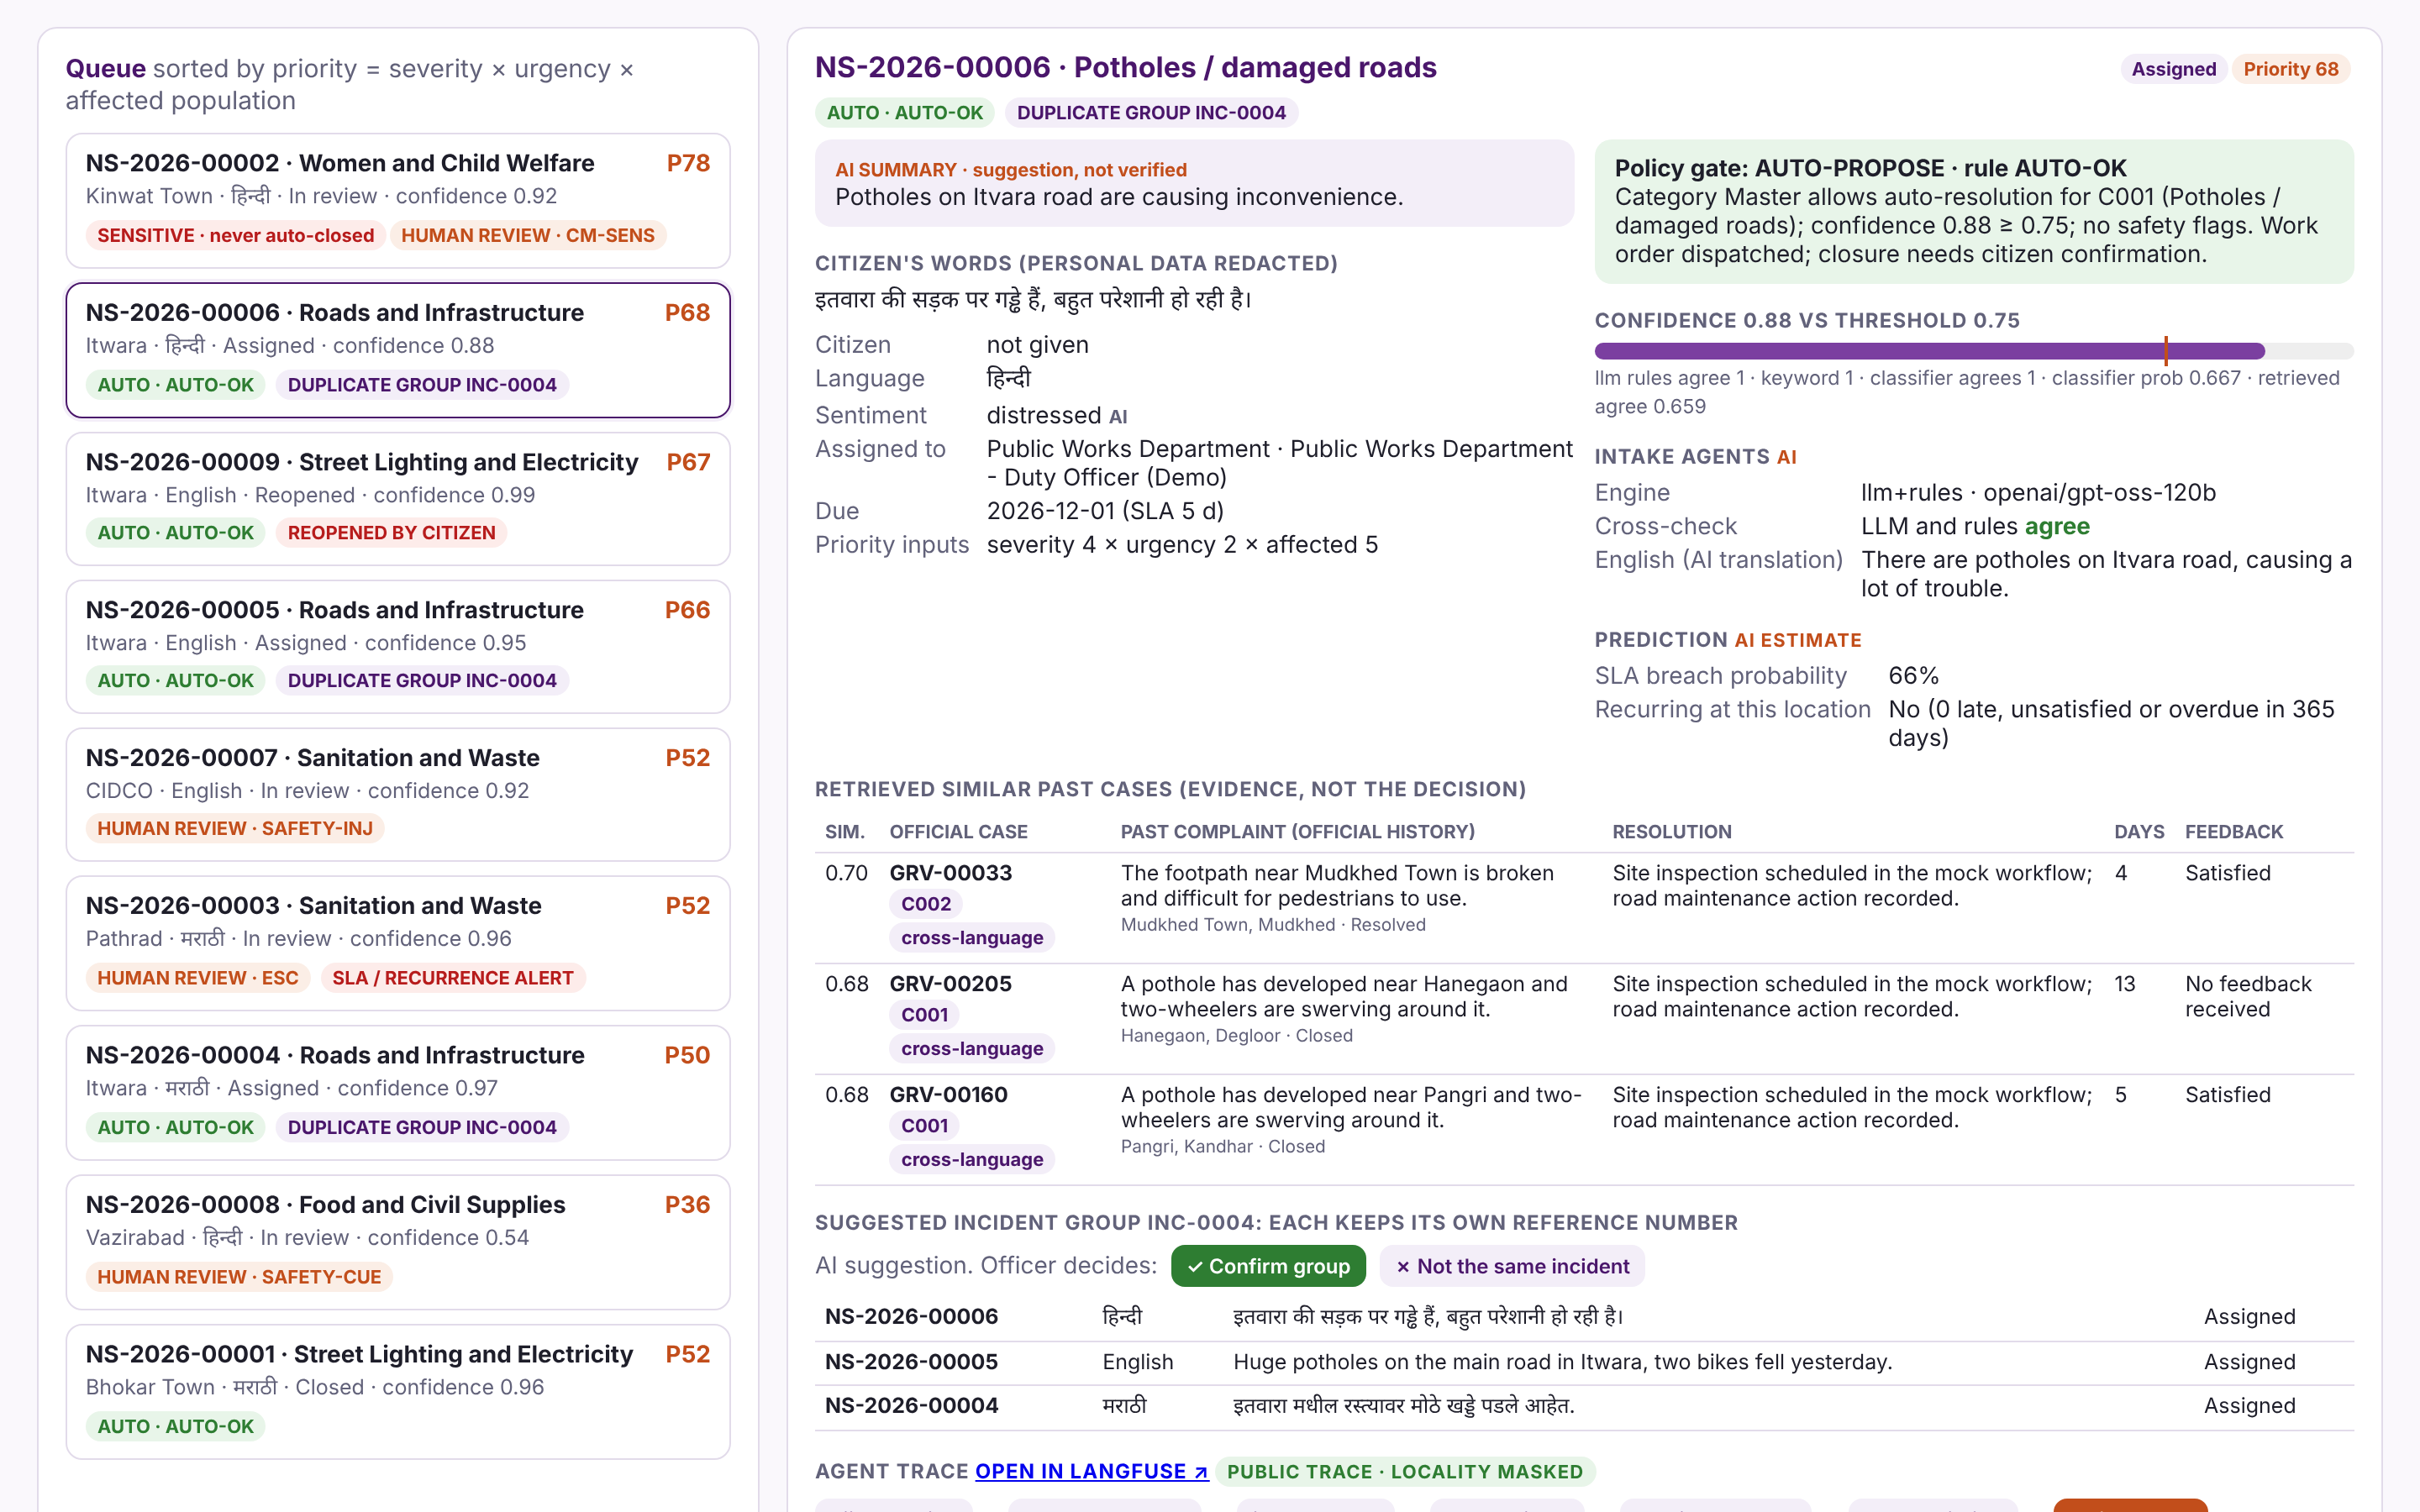 Queue sorted by priority = severity × urgency ×
affected population
NS-2026-00002 · Women and Child Welfare P78
Kinwat Town · हिन्दी · In review · confidence 0.92
SENSITIVE · never auto-closed HUMAN REVIEW · CM-SENS
NS-2026-00006 · Roads and Infrastructure P68
Itwara · हिन्दी · Assigned · confidence 0.88
AUTO · AUTO-OK DUPLICATE GROUP INC-0004
NS-2026-00009 · Street Lighting and Electricity P67
Itwara · English · Reopened · confidence 0.99
AUTO · AUTO-OK REOPENED BY CITIZEN
NS-2026-00005 · Roads and Infrastructure P66
Itwara · English · Assigned · confidence 0.95
AUTO · AUTO-OK DUPLICATE GROUP INC-0004
NS-2026-00007 · Sanitation and Waste P52
CIDCO · English · In review · confidence 0.92
HUMAN REVIEW · SAFETY-INJ
NS-2026-00003 · Sanitation and Waste P52
Pathrad · मराठी · In review · confidence 0.96
HUMAN REVIEW · ESC SLA / RECURRENCE ALERT
NS-2026-00004 · Roads and Infrastructure P50
Itwara · मराठी · Assigned · confidence 0.97
AUTO · AUTO-OK DUPLICATE GROUP INC-0004
NS-2026-00008 · Food and Civil Supplies P36
Vazirabad · हिन्दी · In review · confidence 0.54
HUMAN REVIEW · SAFETY-CUE
NS-2026-00001 · Street Lighting and Electricity P52
Bhokar Town · मराठी · Closed · confidence 0.96
AUTO · AUTO-OK
NS-2026-00006 · Potholes / damaged roads Assigned Priority 68
AUTO · AUTO-OK DUPLICATE GROUP INC-0004
AI SUMMARY · suggestion, not verified
Potholes on Itvara road are causing inconvenience.
CITIZEN'S WORDS (PERSONAL DATA REDACTED)
इतवारा की सड़क पर गड्ढे हैं, बहुत परेशानी हो रही है।
Citizen not given
Language हिन्दी
Sentiment distressed AI
Assigned to Public Works Department · Public Works Department
- Duty Officer (Demo)
Due 2026-12-01 (SLA 5 d)
Priority inputs severity 4 × urgency 2 × affected 5
Policy gate: AUTO-PROPOSE · rule AUTO-OK
Category Master allows auto-resolution for C001 (Potholes /
damaged roads); confidence 0.88 ≥ 0.75; no safety flags. Work
order dispatched; closure needs citizen confirmation.
CONFIDENCE 0.88 VS THRESHOLD 0.75
llm rules agree 1 · keyword 1 · classifier agrees 1 · classifier prob 0.667 · retrieved
agree 0.659
INTAKE AGENTS AI
Engine llm+rules · openai/gpt-oss-120b
Cross-check LLM and rules agree
English (AI translation) There are potholes on Itvara road, causing a
lot of trouble.
PREDICTION AI ESTIMATE
SLA breach probability 66%
Recurring at this location No (0 late, unsatisfied or overdue in 365
days)
RETRIEVED SIMILAR PAST CASES (EVIDENCE, NOT THE DECISION)
SIM. OFFICIAL CASE PAST COMPLAINT (OFFICIAL HISTORY) RESOLUTION DAYS FEEDBACK
0.70 GRV-00033 The footpath near Mudkhed Town is broken Site inspection scheduled in the mock workflow; 4 Satisfied
C002 and difficult for pedestrians to use. road maintenance action recorded.
cross-language Mudkhed Town, Mudkhed · Resolved
0.68 GRV-00205 A pothole has developed near Hanegaon and Site inspection scheduled in the mock workflow; 13 No feedback
C001 two-wheelers are swerving around it. road maintenance action recorded. received
cross-language Hanegaon, Degloor · Closed
0.68 GRV-00160 A pothole has developed near Pangri and two- Site inspection scheduled in the mock workflow; 5 Satisfied
C001 wheelers are swerving around it. road maintenance action recorded.
cross-language Pangri, Kandhar · Closed
SUGGESTED INCIDENT GROUP INC-0004: EACH KEEPS ITS OWN REFERENCE NUMBER
AI suggestion. Officer decides: ✓ Confirm group × Not the same incident
NS-2026-00006 हिन्दी इतवारा की सड़क पर गड्ढे हैं, बहुत परेशानी हो रही है। Assigned
NS-2026-00005 English Huge potholes on the main road in Itwara, two bikes fell yesterday. Assigned
NS-2026-00004 मराठी इतवारा मधील रस्त्यावर मोठे खड्डे पडले आहेत. Assigned
AGENT TRACE OPEN IN LANGFUSE ↗ PUBLIC TRACE · LOCALITY MASKED